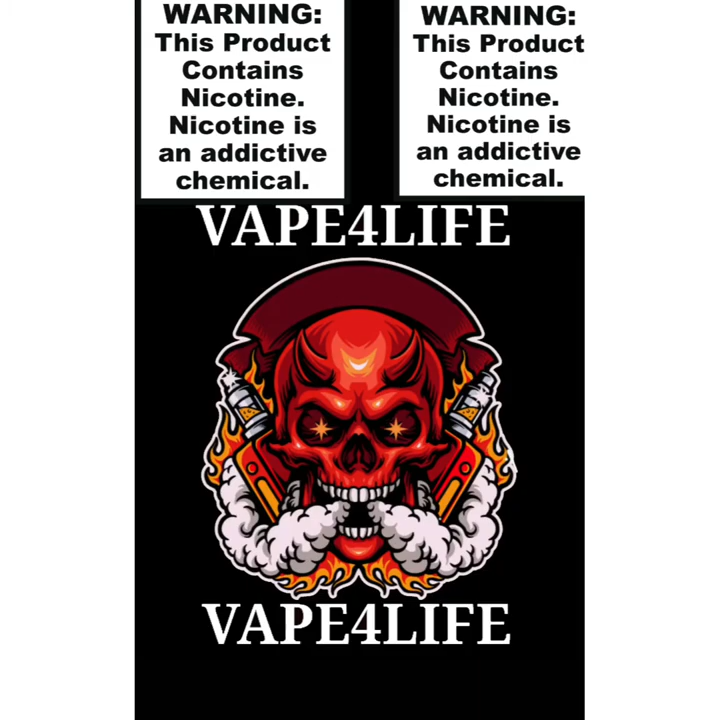 WARNING:
This Product
Contains
Nicotine.
Nicotine is
an addictive
chemical.
WARNING:
This Product
Contains
Nicotine.
Nicotine is
an addictive
chemical.
VAPE4LIFE
VAPE4LIFE